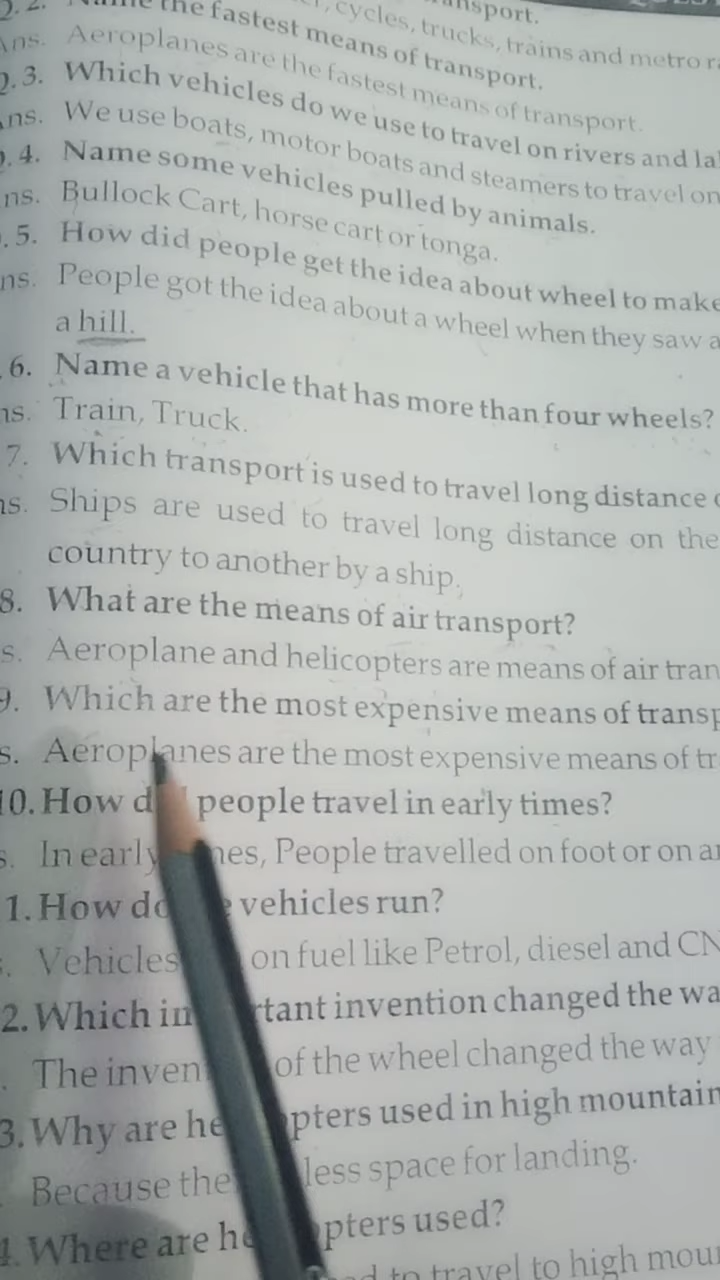 cycles, trucks, trains and metro
the fastest means of transport.
Ans. Aeroplanes are the fastest means of transport.
3. Which vehicles do we use to travel on rivers and
ns. We use boats, motor boats and steamers to travel on
4. Name some vehicles pulled by animals.
ns. Bullock Cart, horse cart or tonga.
5. How did people get the idea about wheel to make
ns. People got the idea about a wheel when they saw a
a hill.
6. Name a vehicle that has more than four wheels?
ns. Train, Truck.
7. Which transport is used to travel long distance
ns. Ships are used to travel long distance on the
country to another by a ship.
8. What are the means of air transport?
s. Aeroplane and helicopters are means of air tran
9. Which are the most expensive means of transp
s. Aeroplanes are the most expensive means of tr
10. How d people travel in early times?
s. In early mes, People travelled on foot or on
1. How do vehicles run?
Vehicles on fuel like Petrol, diesel and CN
2. Which im rtant invention changed the wa
The inven of the wheel changed the way
3. Why are he pters used in high mountain
Because the less space for landing.
4. Where are he pters used?
to travel to high mou